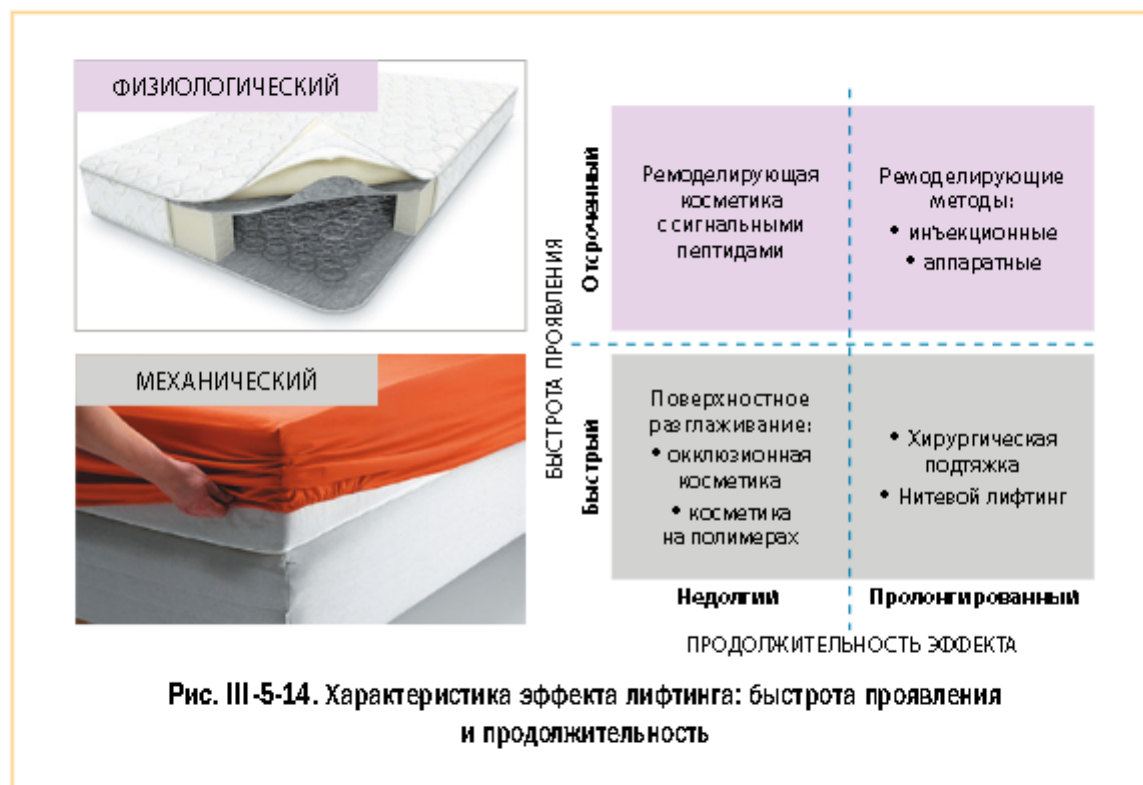 ФИЗИОЛОГИЧЕСКИЙ
МЕХАНИЧЕСКИЙ
БЫСТРОТА ПРОЯВЛЕНИЯ
Отсроченный
Ремоделирующая
косметика
с сигнальными
пептидами
Ремоделирующие
методы:
• инъекционные
• аппаратные
Быстрый
Поверхностное
разглаживание:
• окклюзионная
косметика
• косметика
на полимерах
• Хирургическая
подтяжка
• Нитевой лифтинг
Недолгий
Пролонгированный
ПРОДОЛЖИТЕЛЬНОСТЬ ЭФФЕКТА
Рис. III-5-14. Характеристика эффекта лифтинга: быстрота проявления
и продолжительность